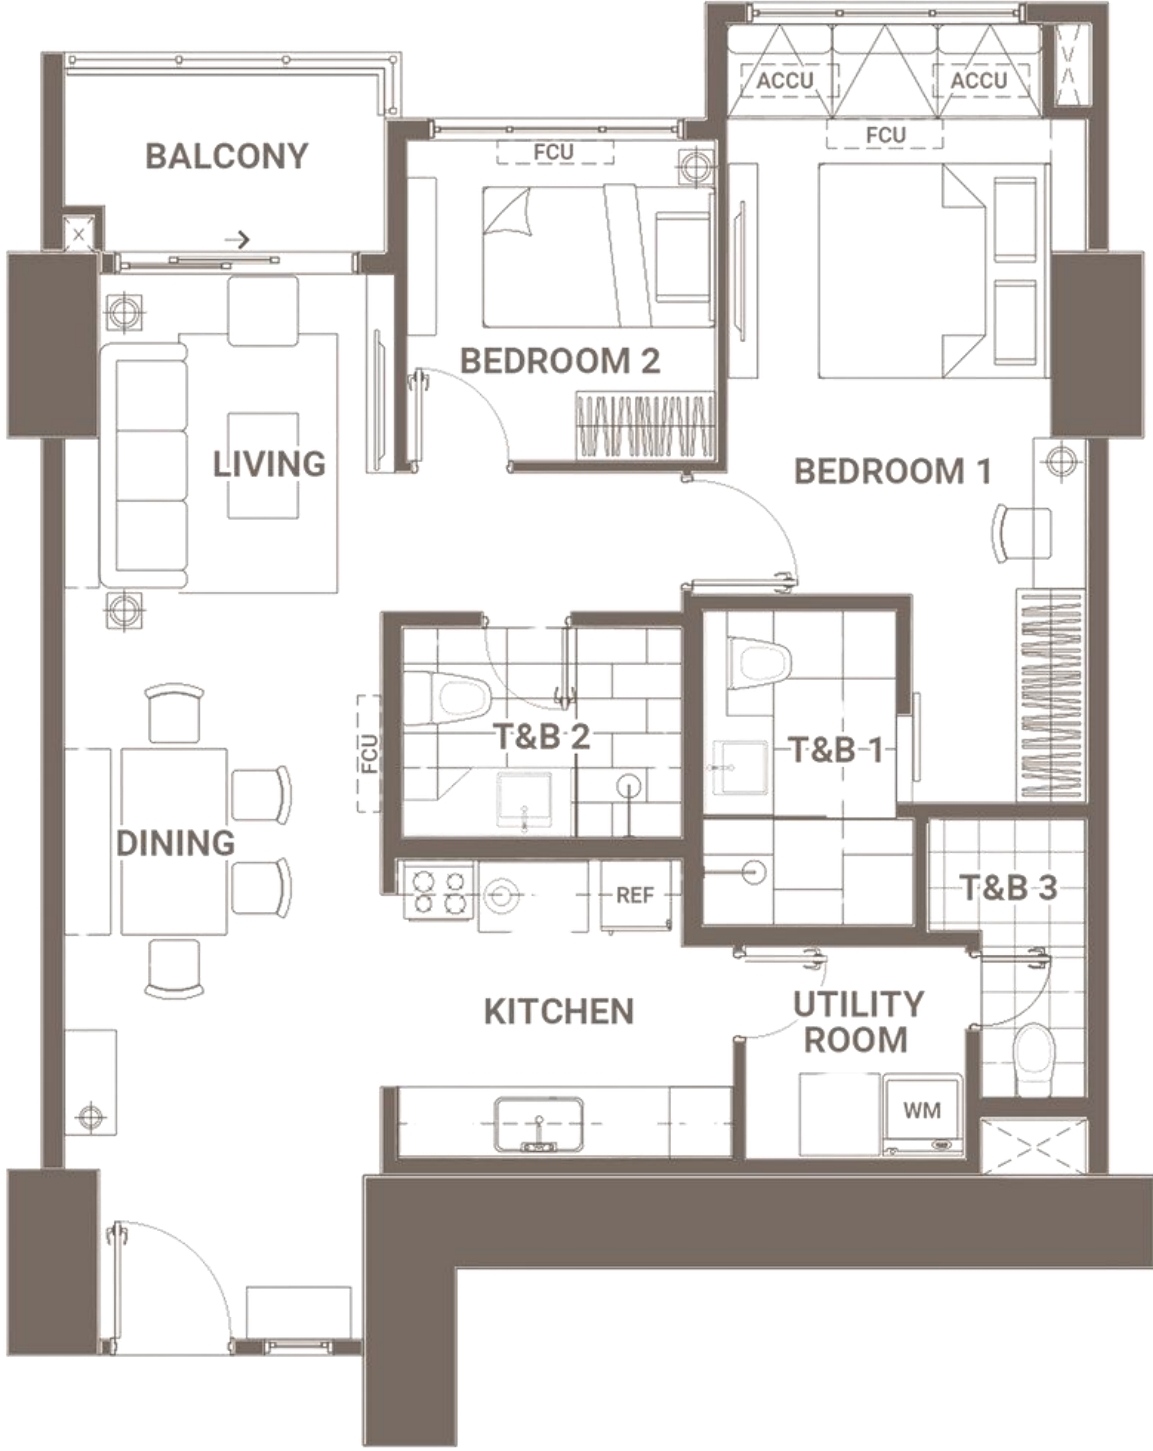 ACCU
ACCU
FCU
FCU
BALCONY
BEDROOM 2
LIVING
BEDROOM 1
FCU
T&B 2
T&B 1
DINING
REF
T&B 3
KITCHEN
UTILITY
ROOM
WM